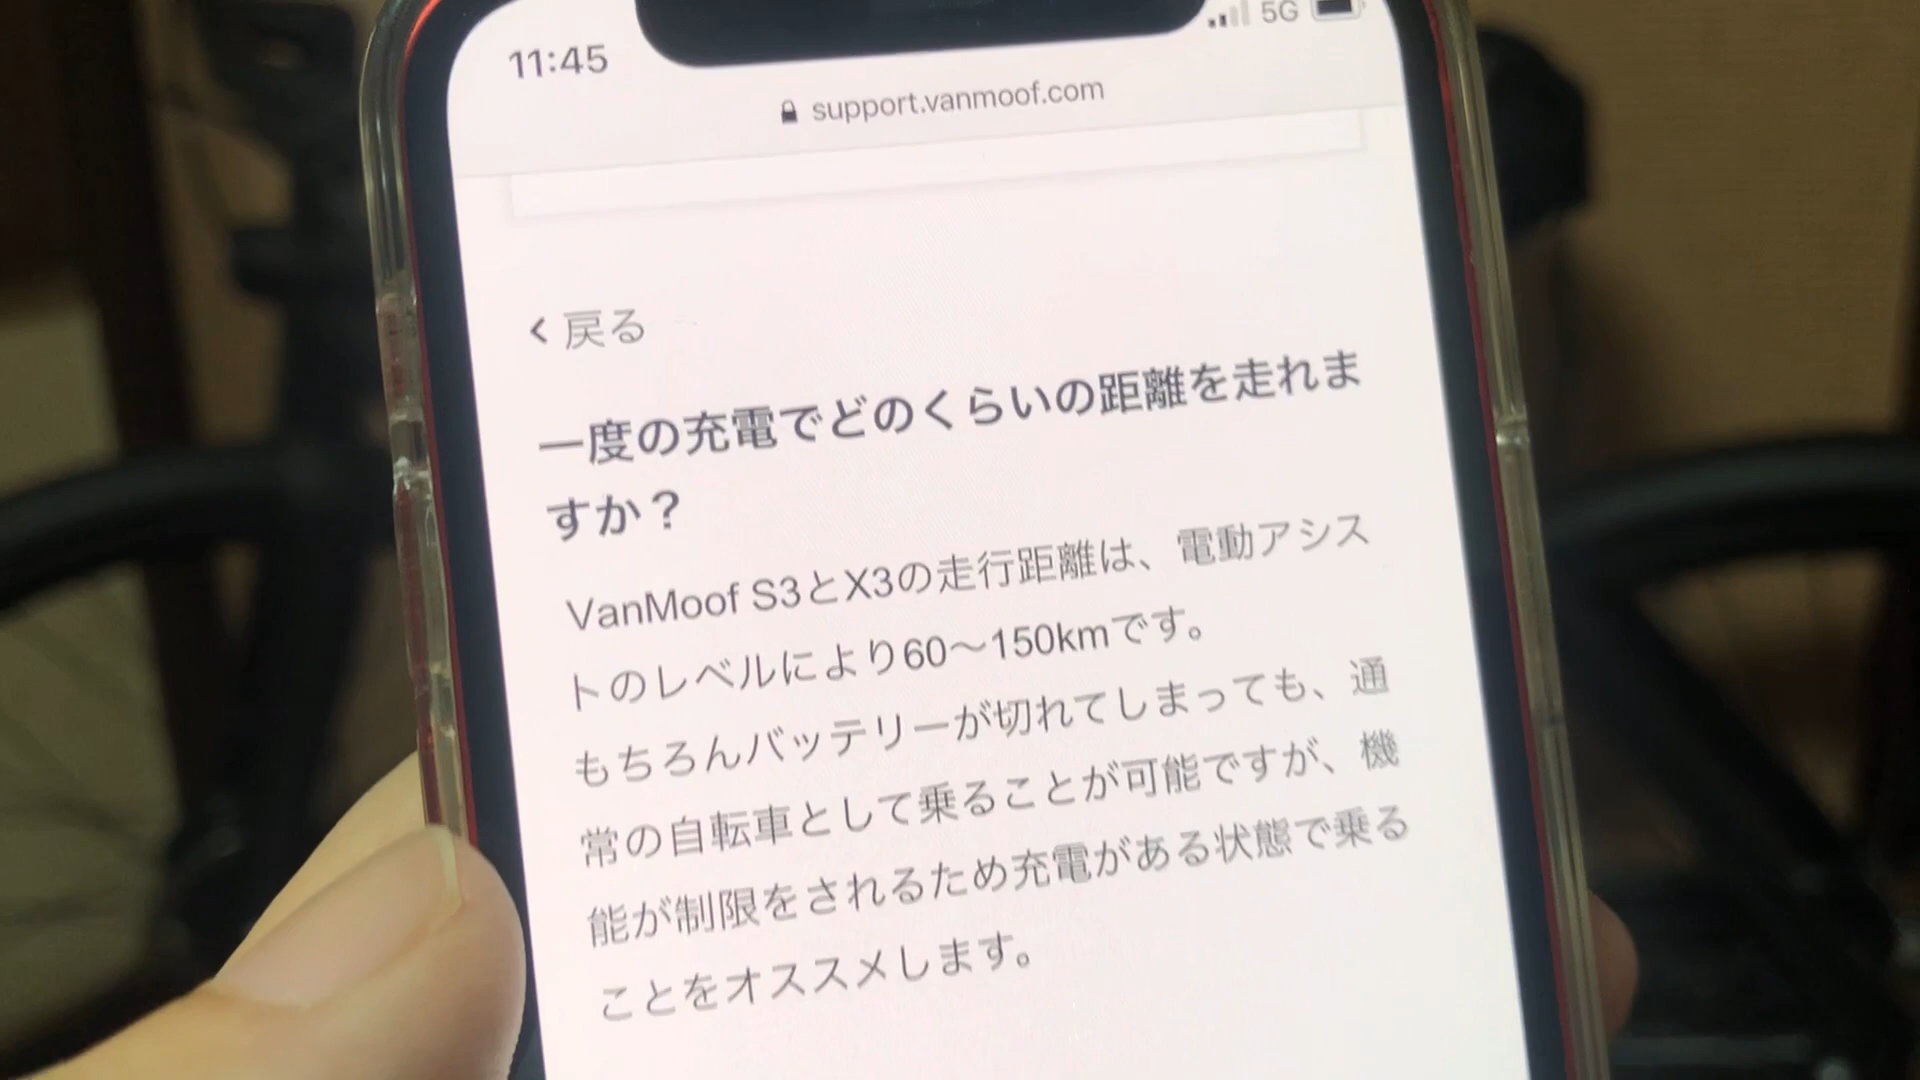 11:45
5G
support.vanmoof.com
< 戻る
一度の充電でどのくらいの距離を走れま
すか？
VanMoof S3とX3の走行距離は、電動アシス
トのレベルにより60〜150kmです。
もちろんバッテリーが切れてしまっても、通
常の自転車として乗ることが可能ですが、機
能が制限をされるため充電がある状態で乗る
ことをオススメします。